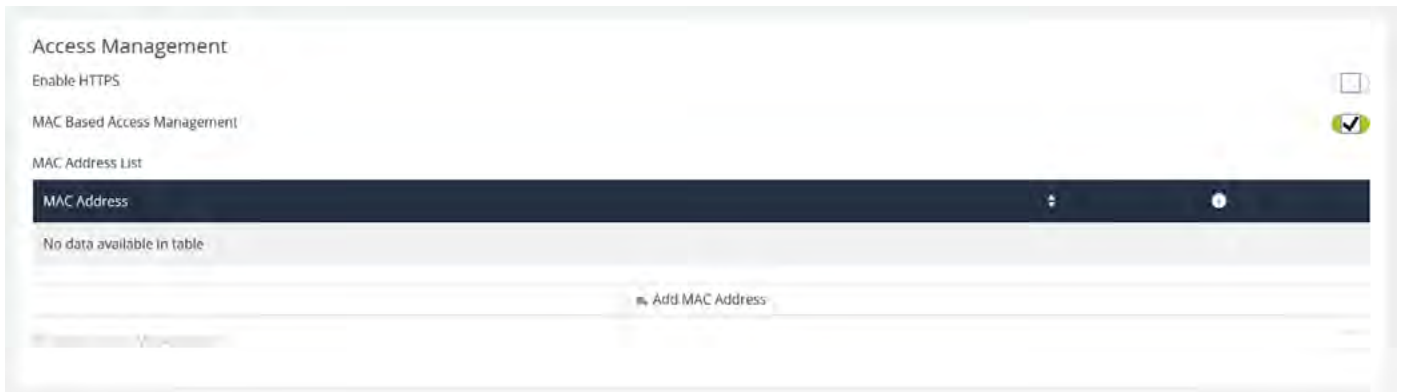 Access Management
Enable HTTPS
MAC Based Access Management
MAC Address List
MAC Address
No data available in table
Add MAC Address